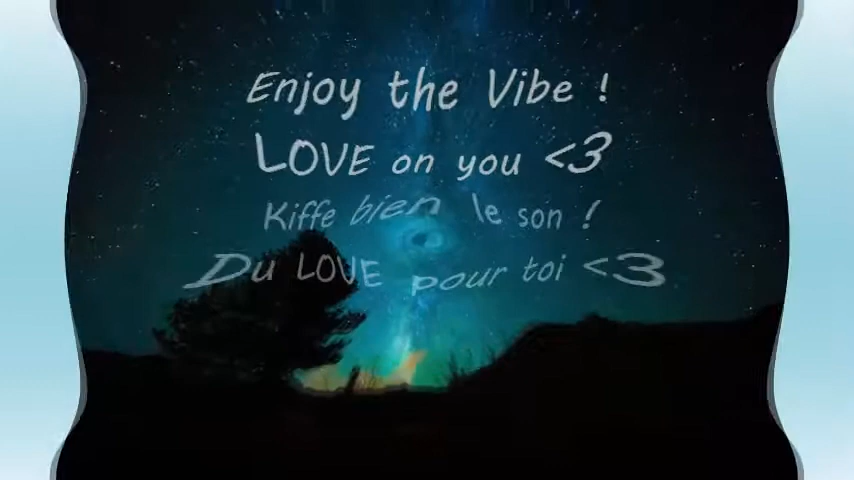 Enjoy the Vibe !
LOVE on you <3
Kiffe bien le son !
Du LOVE pour toi <3